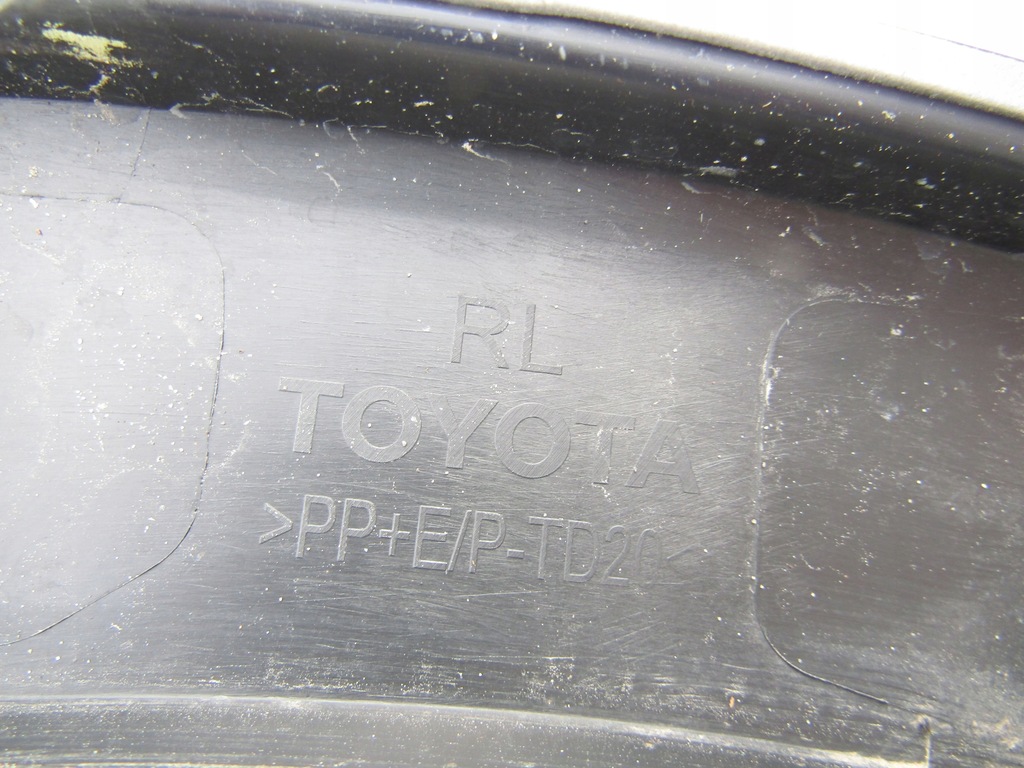 RL
TOYOTA
>PP+E/P-TD20<